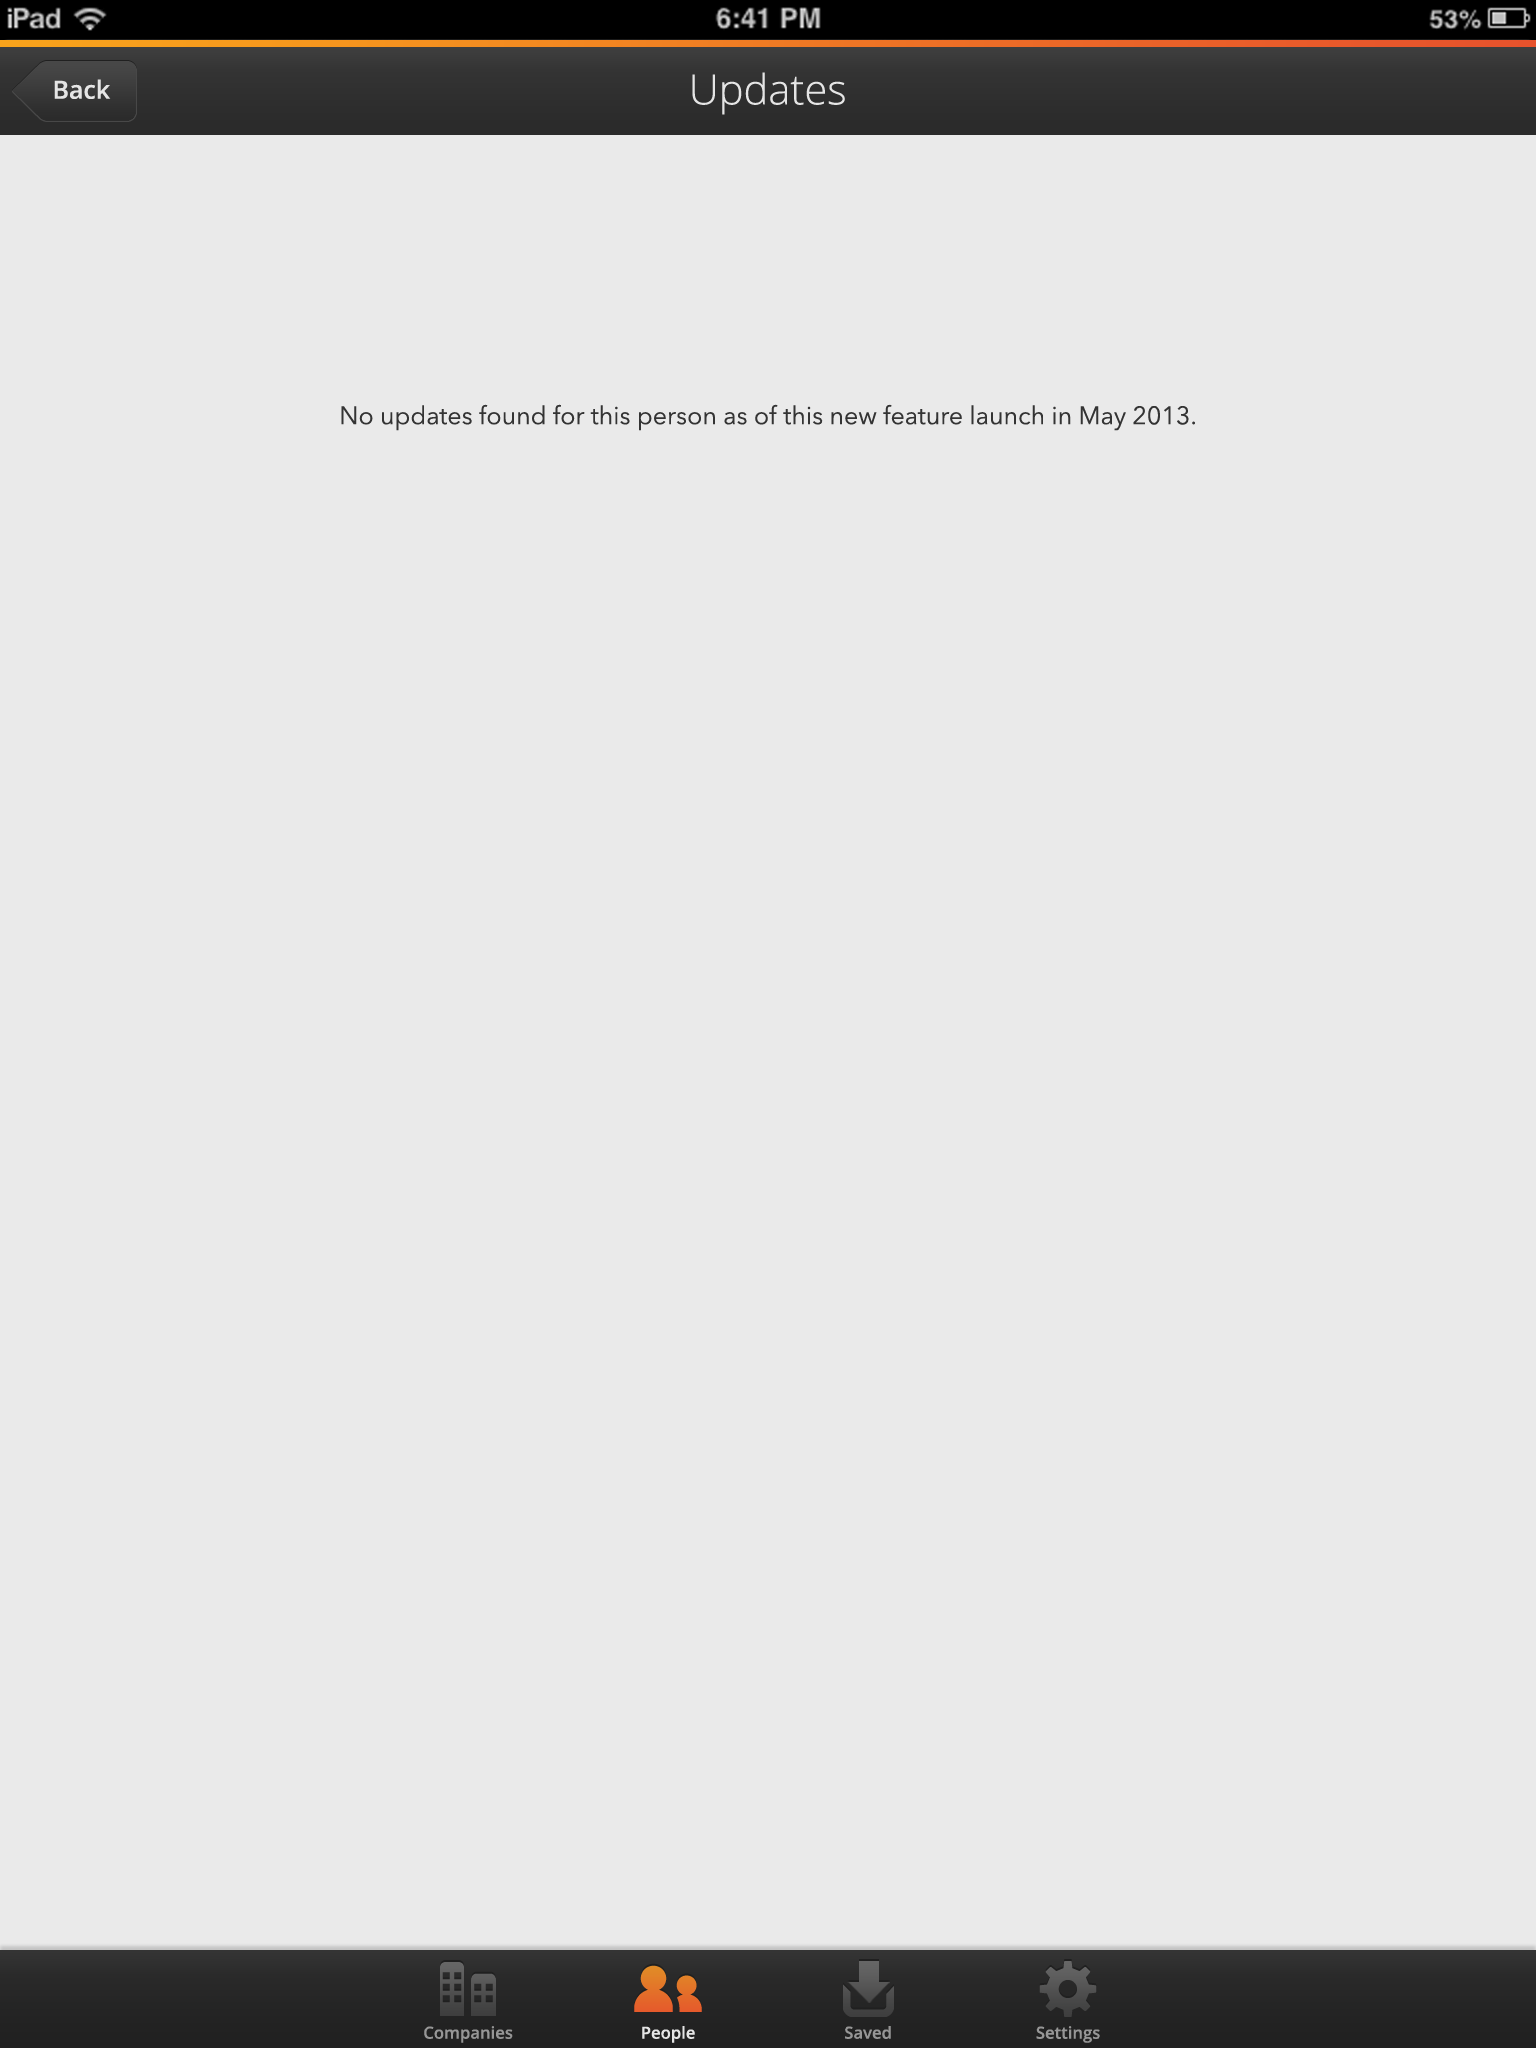 iPad 6:41 PM 53%
Back Updates
No updates found for this person as of this new feature launch in May 2013.
Companies People Saved Settings